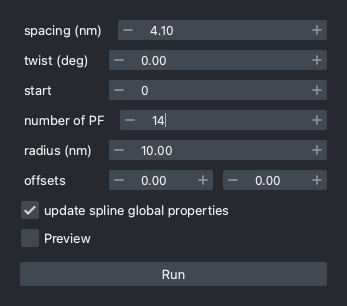 spacing (nm) − 4.10 +
twist (deg) − 0.00 +
start − 0 +
number of PF − 14 +
radius (nm) − 10.00 +
offsets − 0.00 + − 0.00 +
update spline global properties
Preview
Run